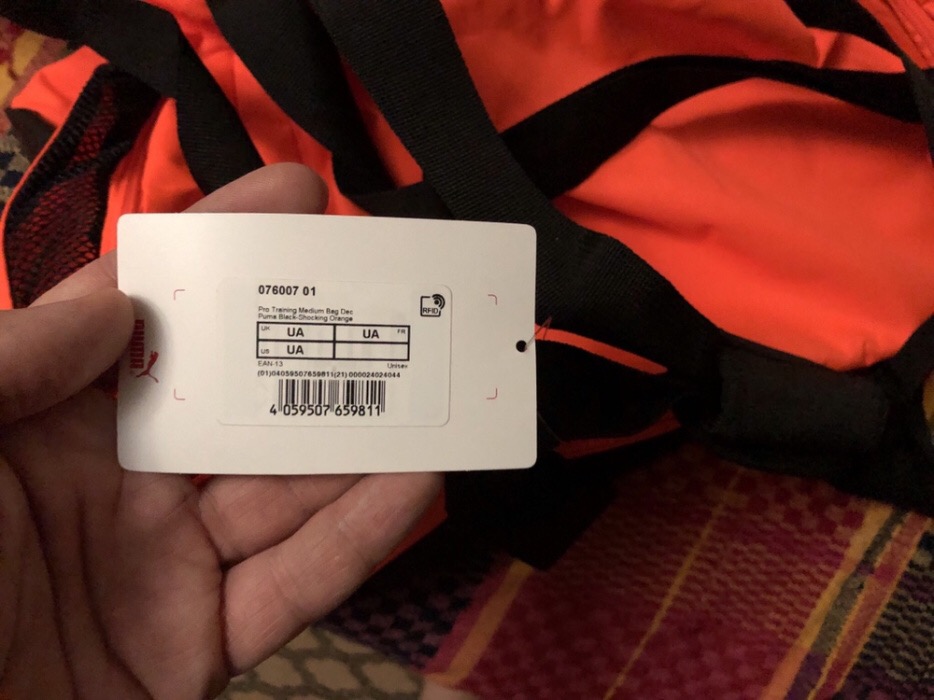 076007 01
RFID
Pro Training Medium Bag Dec
Puma Black-Shocking Orange
UK UA UA FR
US UA
EAN-13 Unisex
(01)04059507659811(21)000024024044
4 059507 659811
PUMA